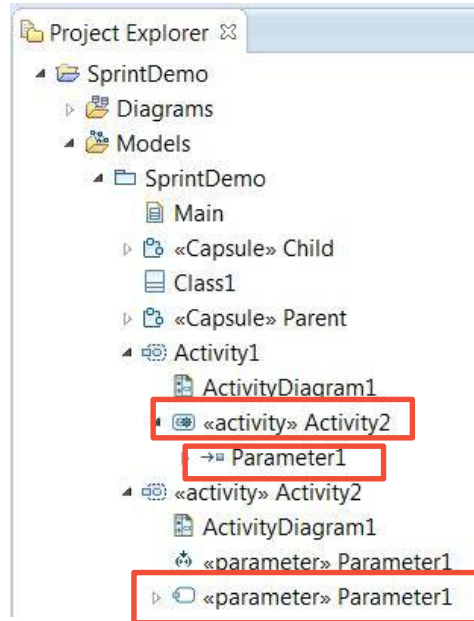 Project Explorer
SprintDemo
Diagrams
Models
SprintDemo
Main
«Capsule» Child
Class1
«Capsule» Parent
Activity1
ActivityDiagram1
«activity» Activity2
Parameter1
«activity» Activity2
ActivityDiagram1
«parameter» Parameter1
«parameter» Parameter1